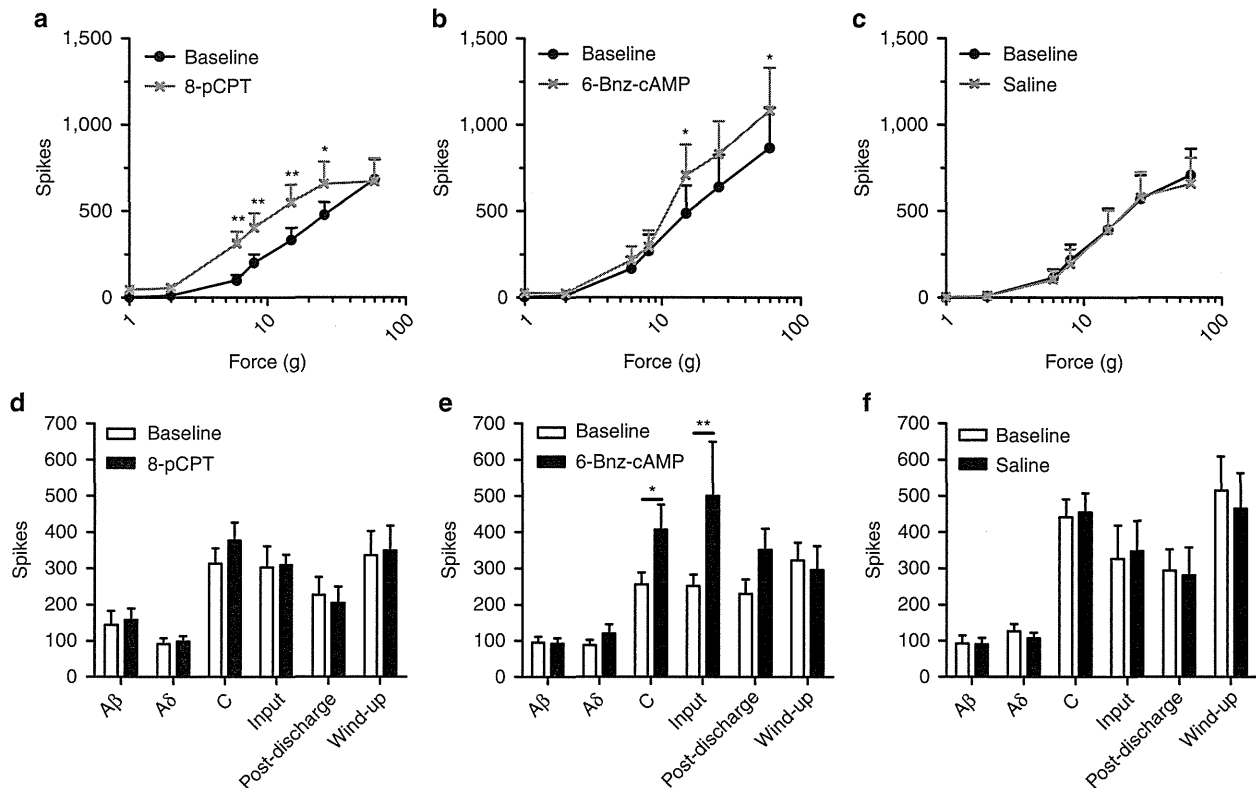 a
b
c
1,500
1,000
500
0
Spikes
Baseline
8-pCPT
**
**
**
*
1
10
100
Force (g)
1,500
1,000
500
0
Spikes
Baseline
6-Bnz-cAMP
*
*
1
10
100
Force (g)
1,500
1,000
500
0
Spikes
Baseline
Saline
1
10
100
Force (g)
d
e
f
700
600
500
400
300
200
100
0
Spikes
Baseline
8-pCPT
Aβ
Aδ
C
Input
Post-discharge
Wind-up
700
600
500
400
300
200
100
0
Spikes
Baseline
6-Bnz-cAMP
*
**
Aβ
Aδ
C
Input
Post-discharge
Wind-up
700
600
500
400
300
200
100
0
Spikes
Baseline
Saline
Aβ
Aδ
C
Input
Post-discharge
Wind-up